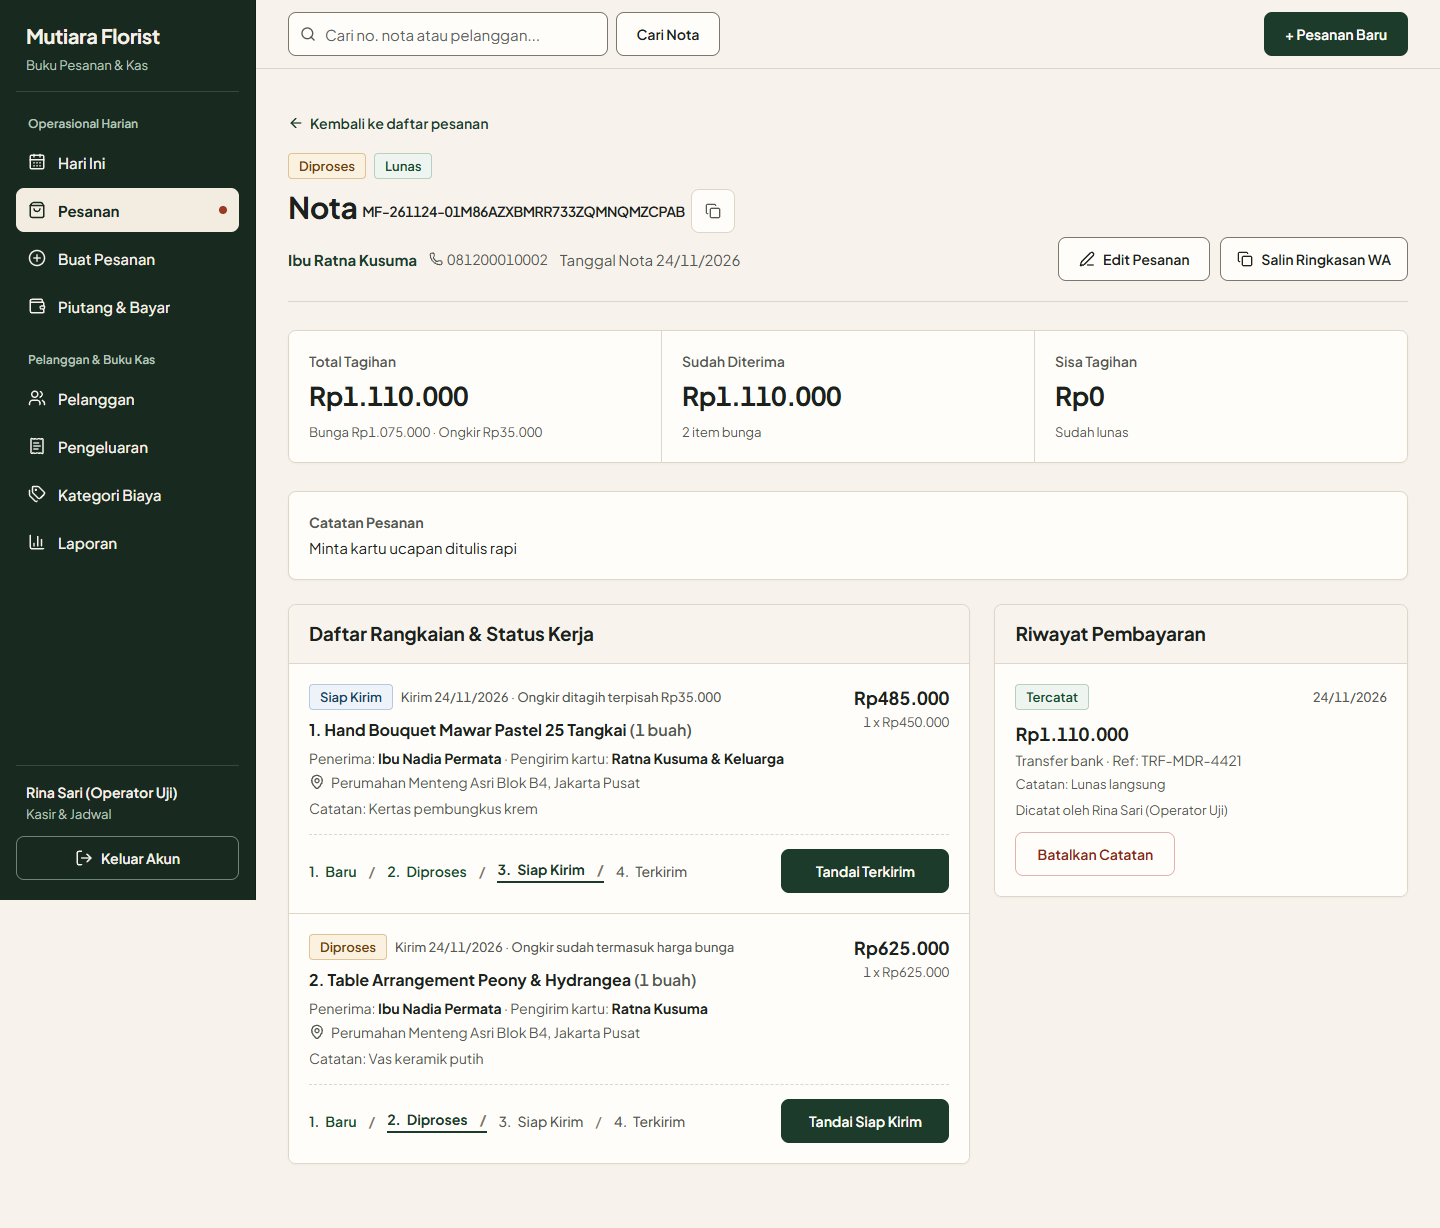 Mutiara Florist
Buku Pesanan & Kas
Operasional Harian
Hari Ini
Pesanan
Buat Pesanan
Piutang & Bayar
Pelanggan & Buku Kas
Pelanggan
Pengeluaran
Kategori Biaya
Laporan
Rina Sari (Operator Uji)
Kasir & Jadwal
Keluar Akun
Cari no. nota atau pelanggan...
Cari Nota
+ Pesanan Baru
Kembali ke daftar pesanan
Diproses Lunas
Nota MF-261124-01M86AZXBMRR733ZQMNQMZCPAB
Ibu Ratna Kusuma 081200010002 Tanggal Nota 24/11/2026
Edit Pesanan
Salin Ringkasan WA
Total Tagihan
Rp1.110.000
Bunga Rp1.075.000 · Ongkir Rp35.000
Sudah Diterima
Rp1.110.000
2 item bunga
Sisa Tagihan
Rp0
Sudah lunas
Catatan Pesanan
Minta kartu ucapan ditulis rapi
Daftar Rangkaian & Status Kerja
Siap Kirim Kirim 24/11/2026 · Ongkir ditagih terpisah Rp35.000
Rp485.000
1 x Rp450.000
1. Hand Bouquet Mawar Pastel 25 Tangkai (1 buah)
Penerima: Ibu Nadia Permata · Pengirim kartu: Ratna Kusuma & Keluarga
Perumahan Menteng Asri Blok B4, Jakarta Pusat
Catatan: Kertas pembungkus krem
1. Baru / 2. Diproses / 3. Siap Kirim / 4. Terkirim
Tandai Terkirim
Diproses Kirim 24/11/2026 · Ongkir sudah termasuk harga bunga
Rp625.000
1 x Rp625.000
2. Table Arrangement Peony & Hydrangea (1 buah)
Penerima: Ibu Nadia Permata · Pengirim kartu: Ratna Kusuma
Perumahan Menteng Asri Blok B4, Jakarta Pusat
Catatan: Vas keramik putih
1. Baru / 2. Diproses / 3. Siap Kirim / 4. Terkirim
Tandai Siap Kirim
Riwayat Pembayaran
Tercatat 24/11/2026
Rp1.110.000
Transfer bank · Ref: TRF-MDR-4421
Catatan: Lunas langsung
Dicatat oleh Rina Sari (Operator Uji)
Batalkan Catatan